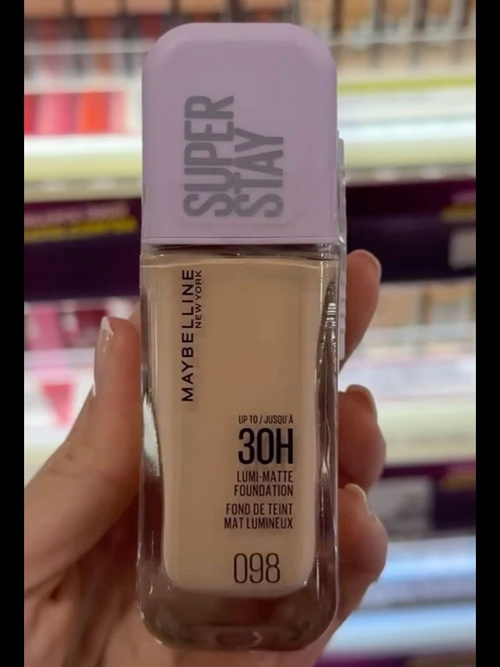 SUPER
STAY
MAYBELLINE
NEW YORK
UP TO / JUSQU'À
30H
LUMI-MATTE
FOUNDATION
FOND DE TEINT
MAT LUMINEUX
098